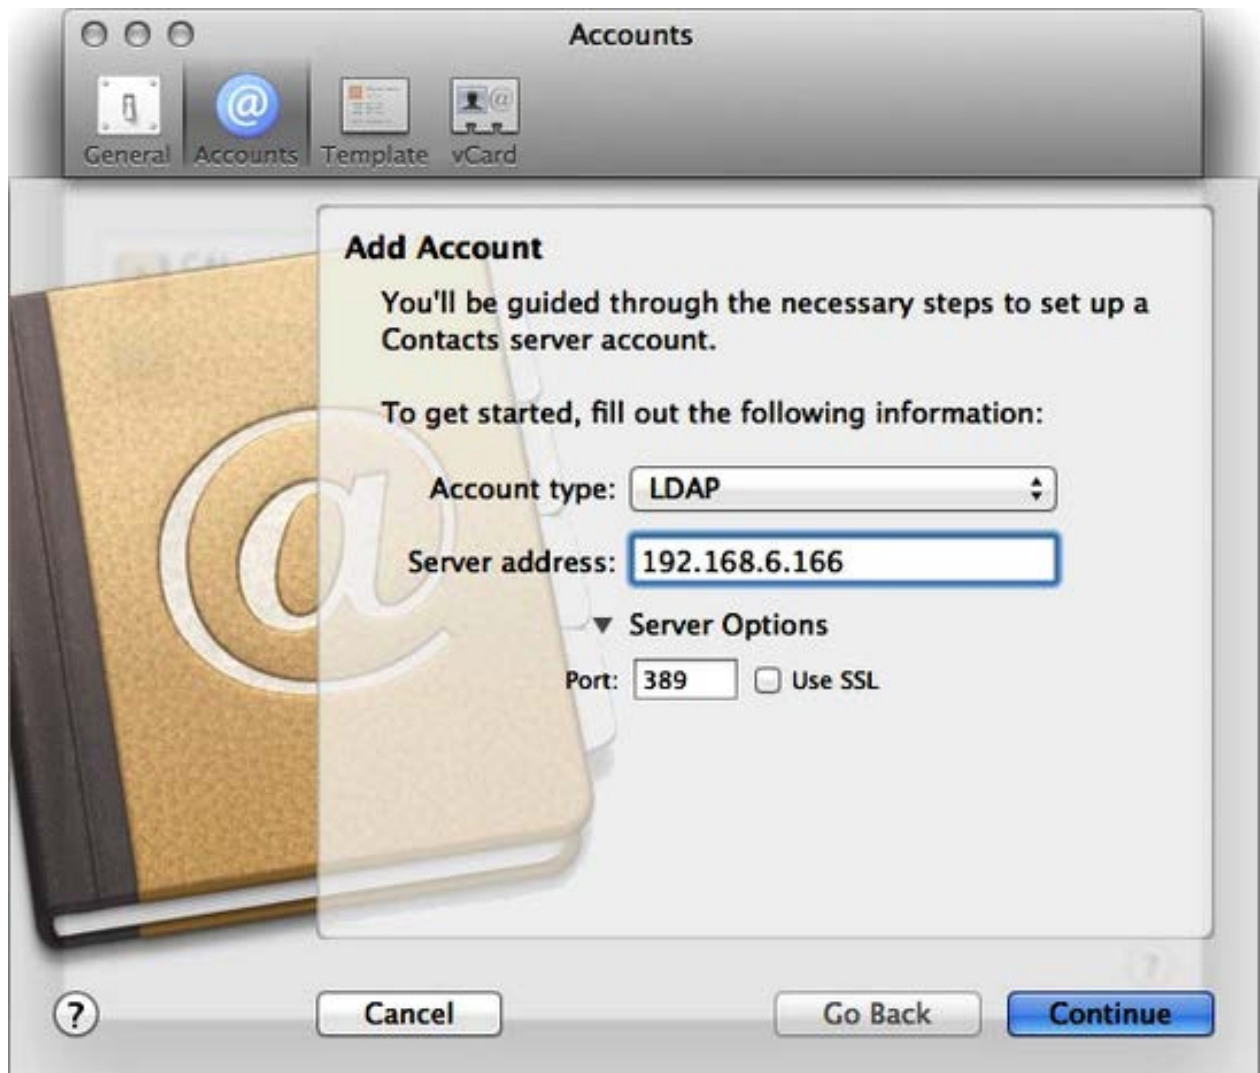 Accounts
General Accounts Template vCard
Add Account
You'll be guided through the necessary steps to set up a
Contacts server account.
To get started, fill out the following information:
Account type: LDAP
Server address: 192.168.6.166
Server Options
Port: 389 Use SSL
? Cancel Go Back Continue